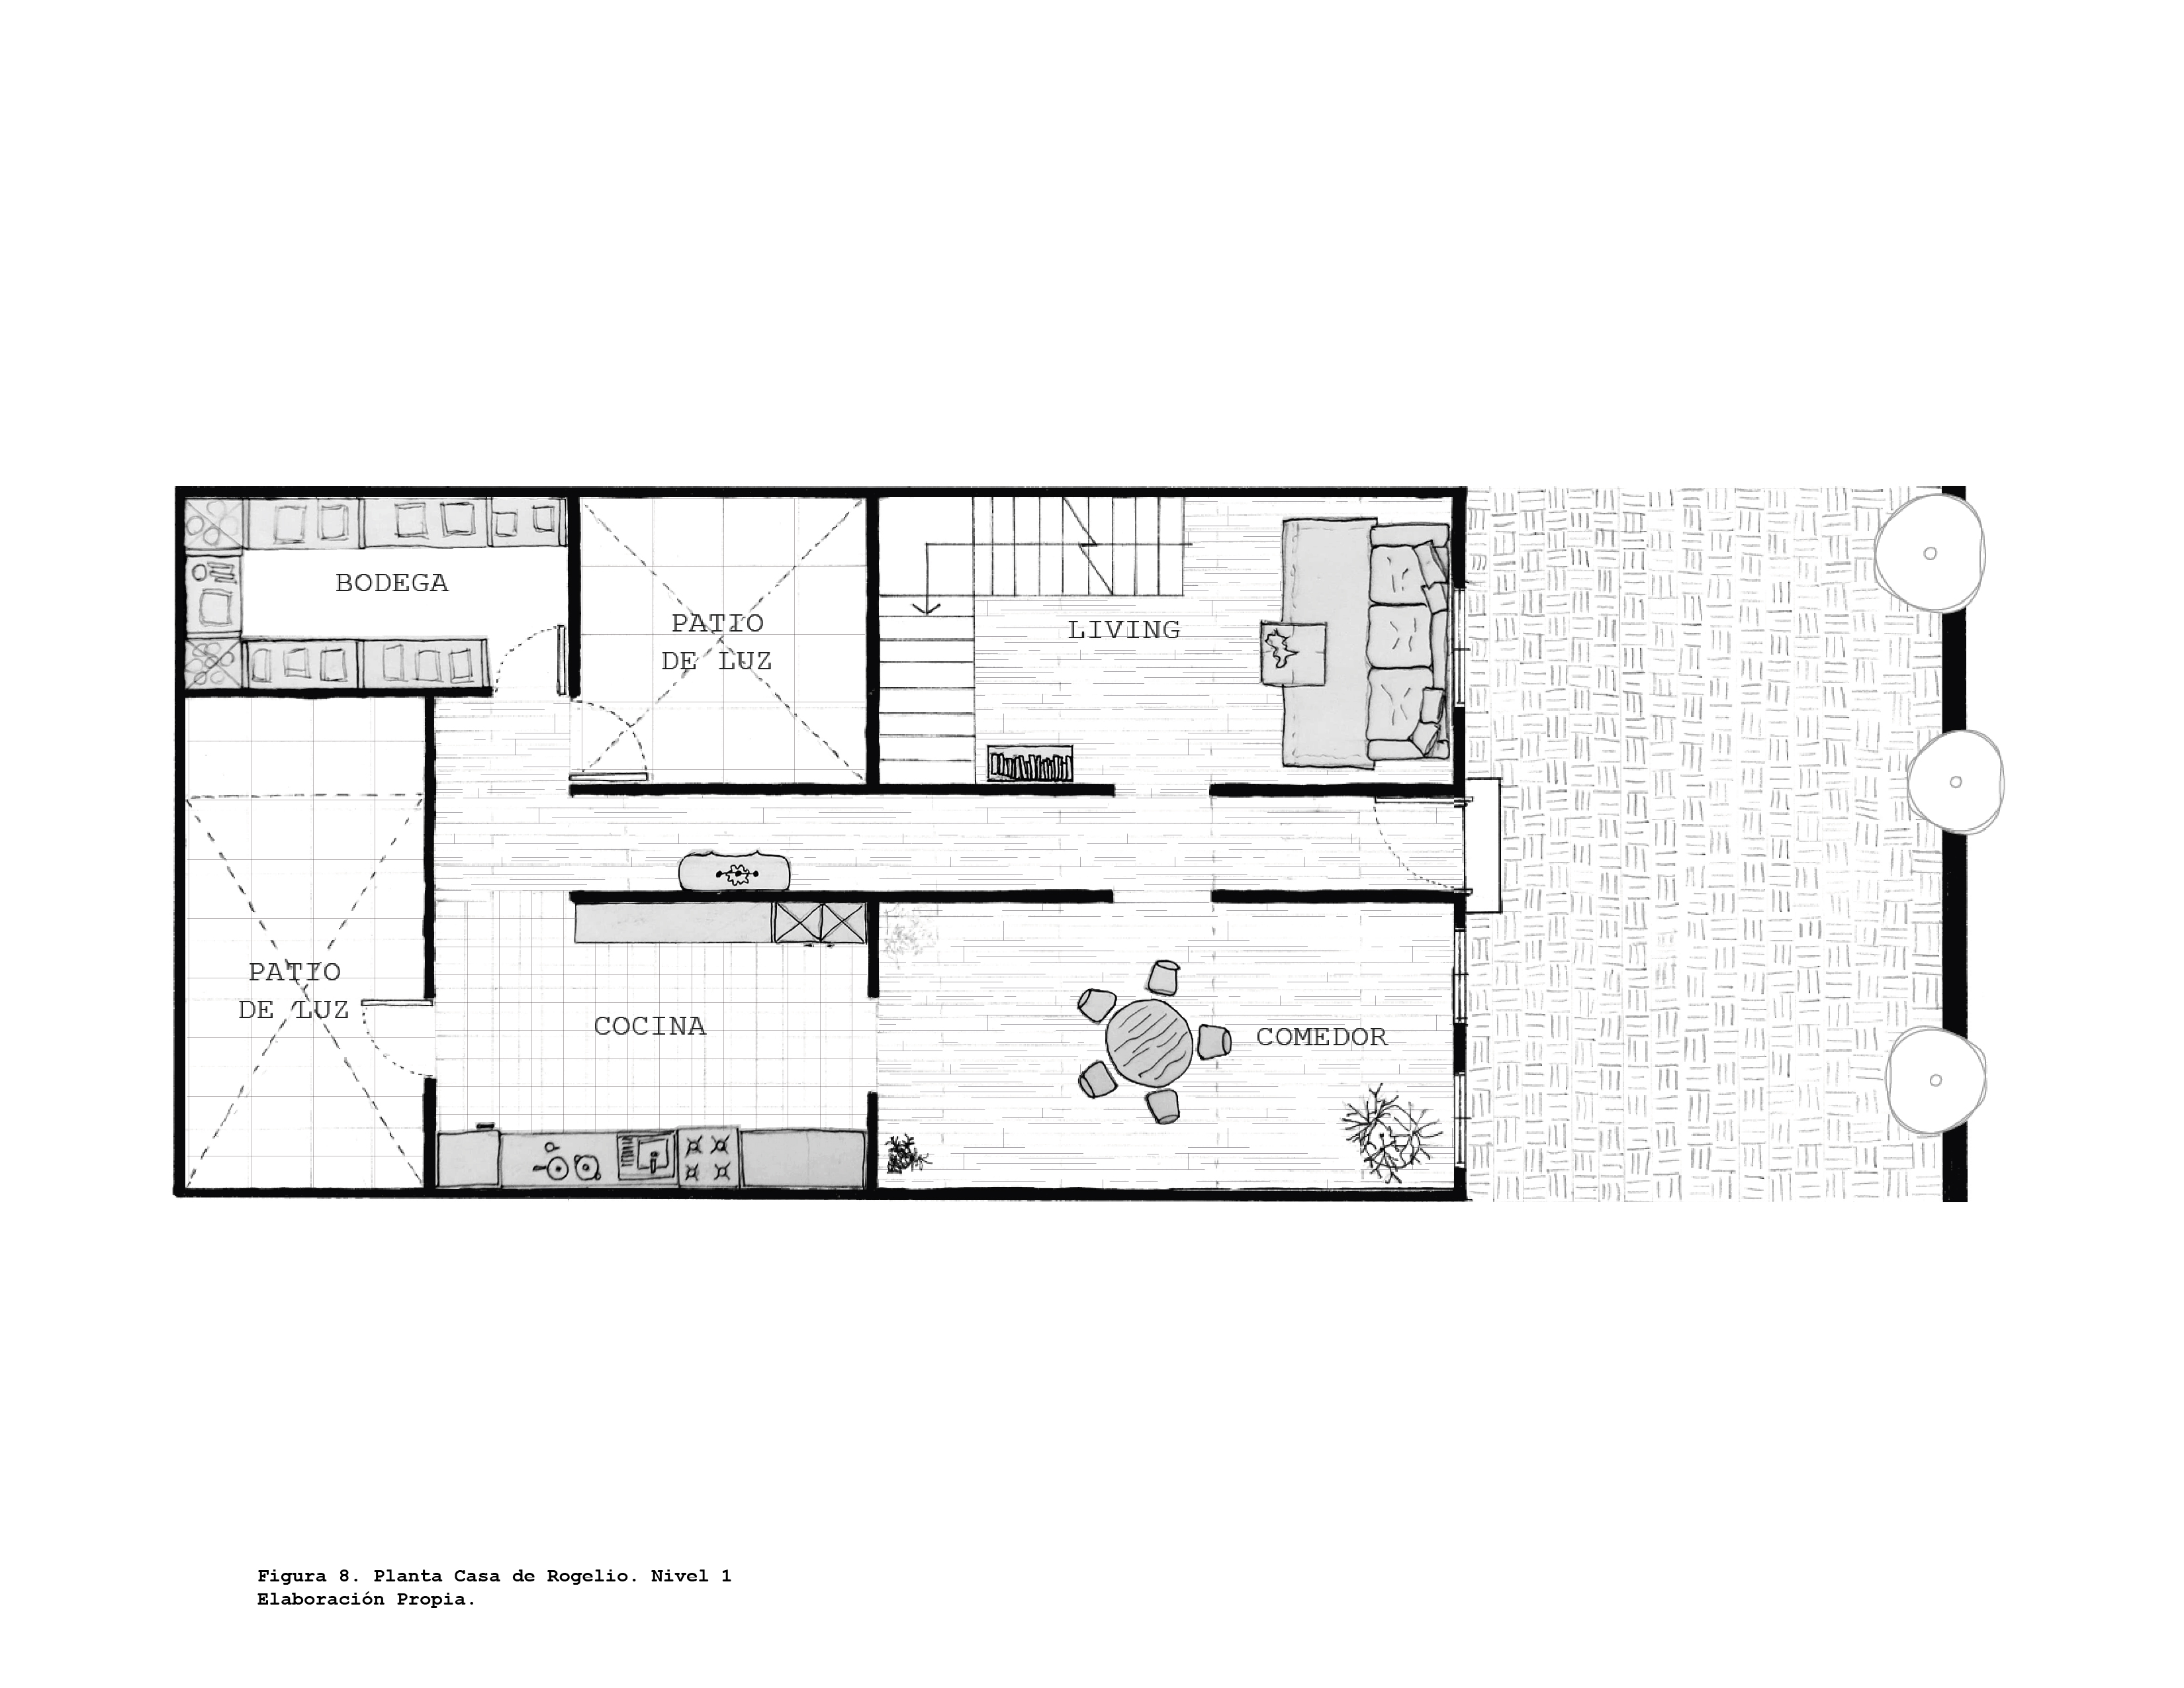 BODEGA
PATIO
DE LUZ
LIVING
PATIO
DE LUZ
COCINA
COMEDOR
Figura 8. Planta Casa de Rogelio. Nivel 1
Elaboración Propia.